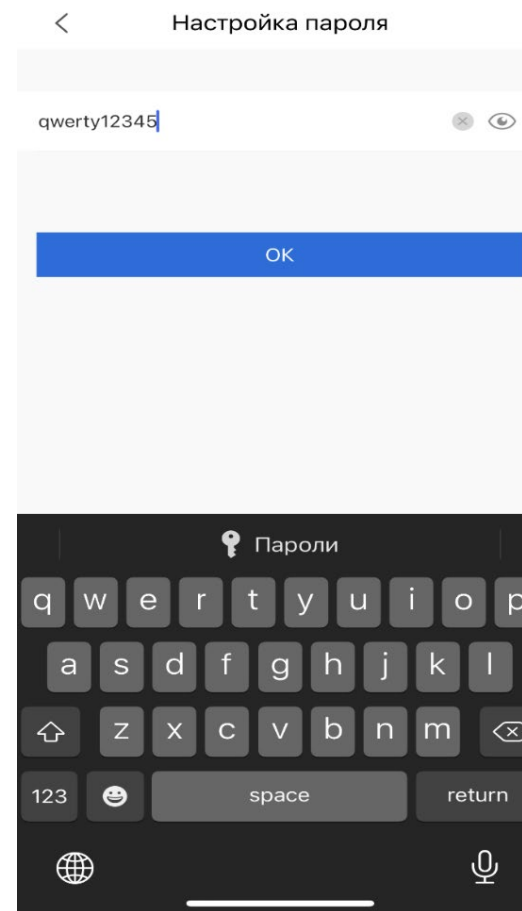 Настройка пароля
qwerty12345
OK
Пароли
q w e r t y u i o p
a s d f g h j k l
z x c v b n m
123 space return